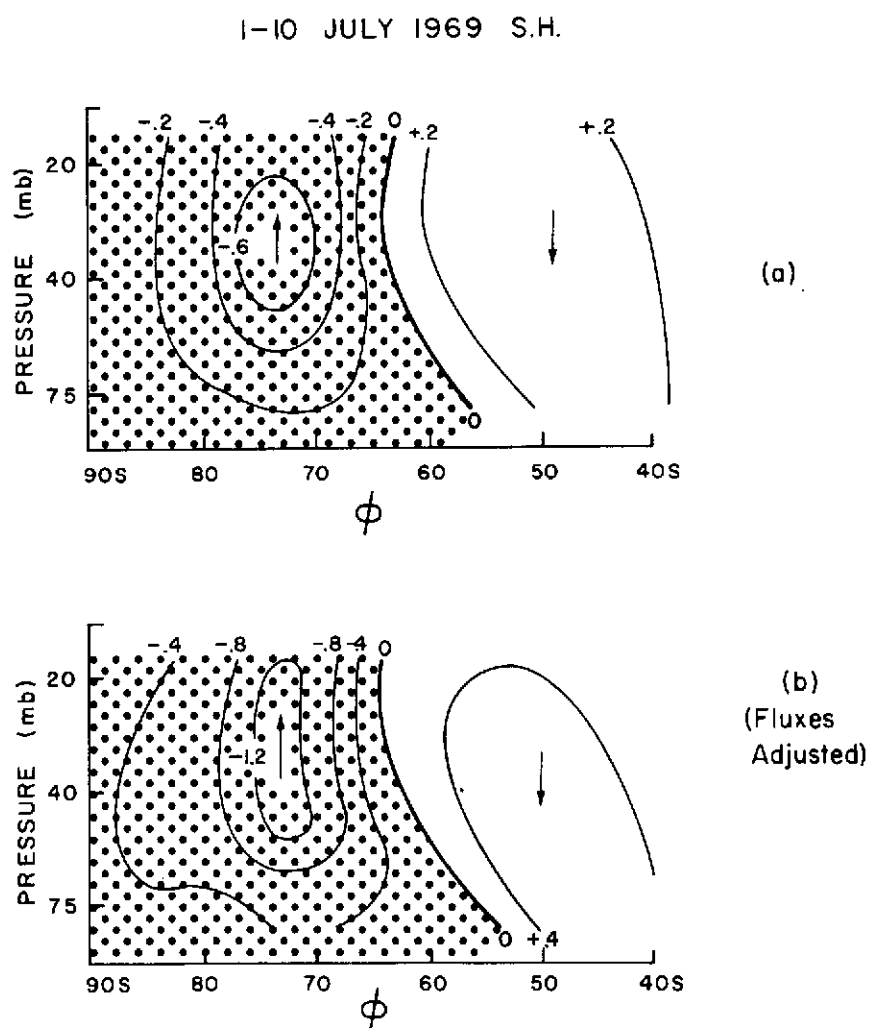 1-10 JULY 1969 S.H.
-.2 -.4 -.4 -.2 0 +.2 +.2
20
-.6
40
75
0
PRESSURE (mb)
90S 80 70 60 50 40S
ϕ
(a)
-.4 -.8 -.8 -.4 0
20
-1.2
40
75
0 +.4
PRESSURE (mb)
90S 80 70 60 50 40S
ϕ
(b)
(Fluxes
Adjusted)